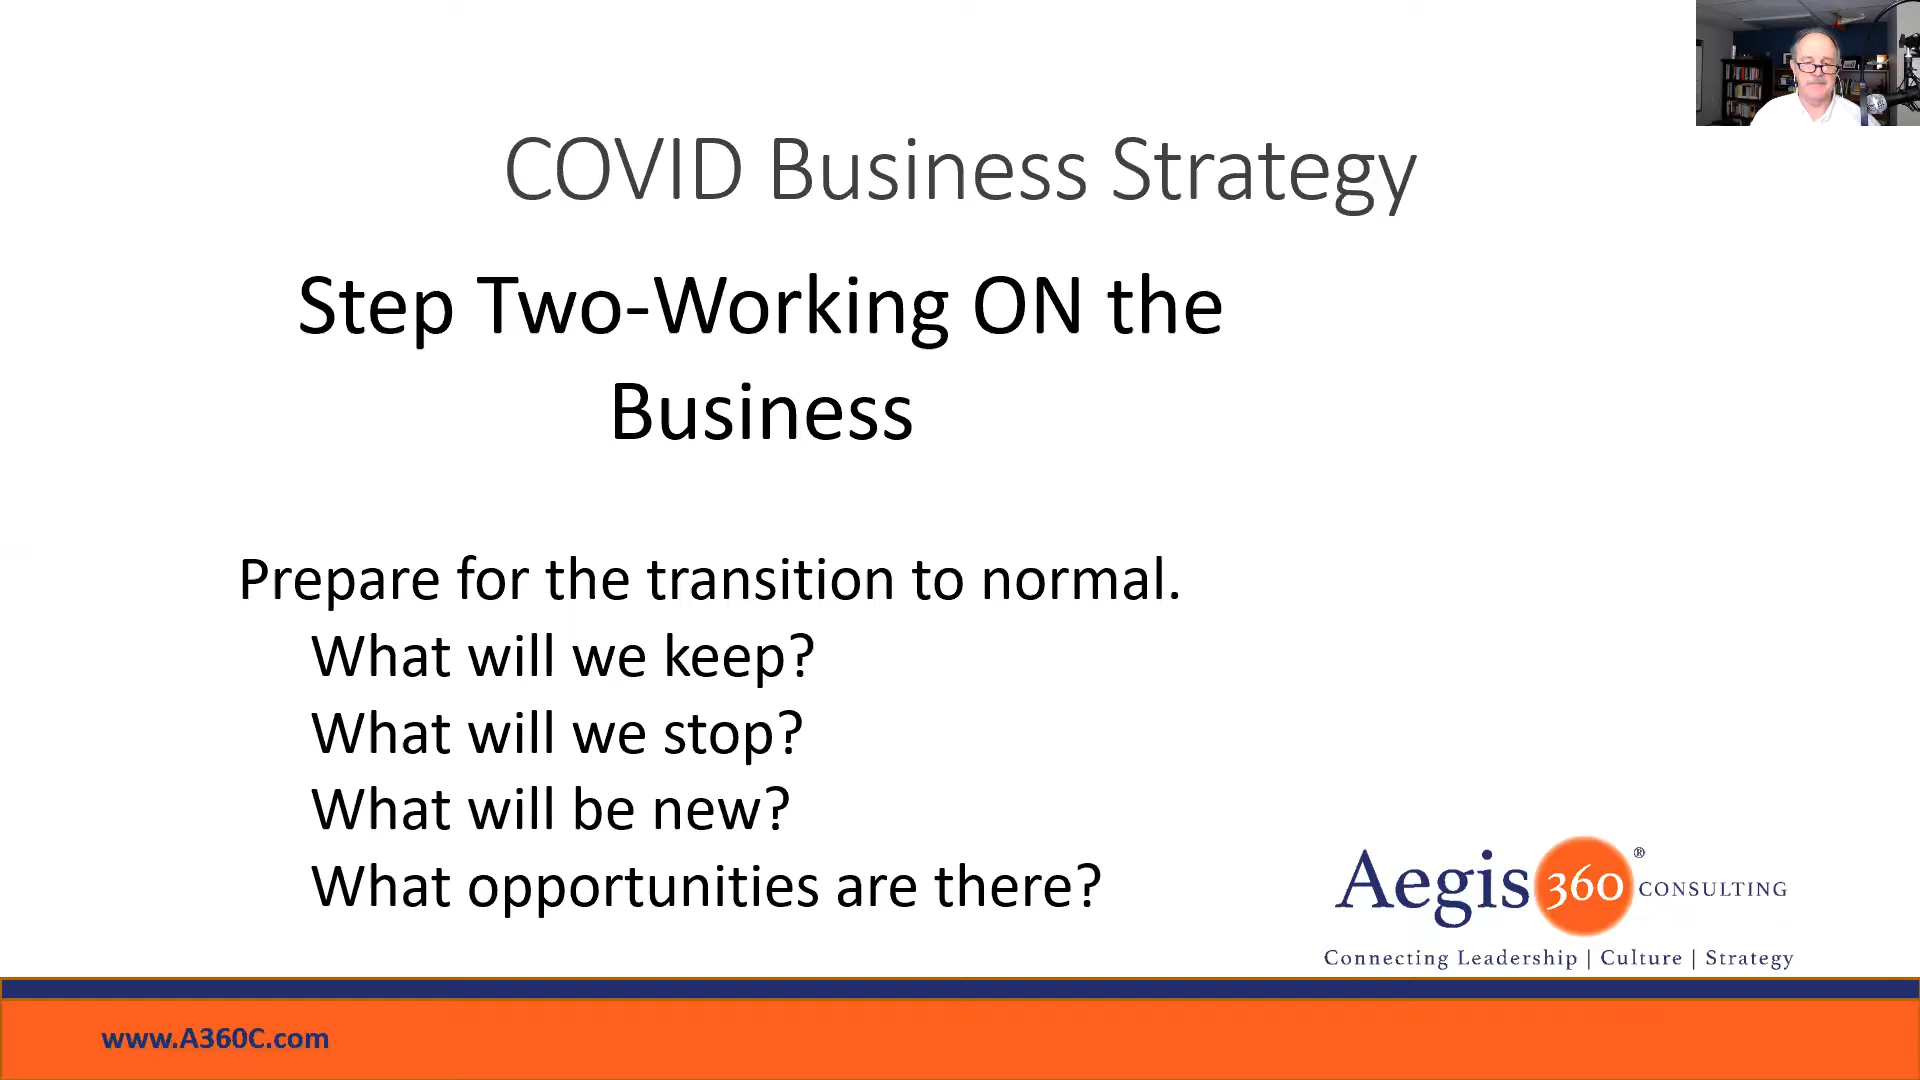 COVID Business Strategy
Step Two-Working ON the
Business
Prepare for the transition to normal.
What will we keep?
What will we stop?
What will be new?
What opportunities are there?
Aegis 360® CONSULTING
Connecting Leadership | Culture | Strategy
www.A360C.com